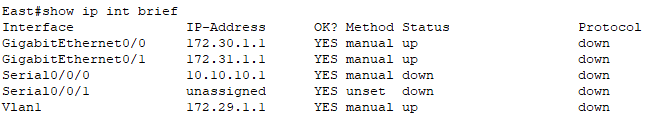 East#show ip int brief
Interface IP-Address OK? Method Status Protocol
GigabitEthernet0/0 172.30.1.1 YES manual up down
GigabitEthernet0/1 172.31.1.1 YES manual up down
Serial0/0/0 10.10.10.1 YES manual down down
Serial0/0/1 unassigned YES unset down down
Vlan1 172.29.1.1 YES manual up down